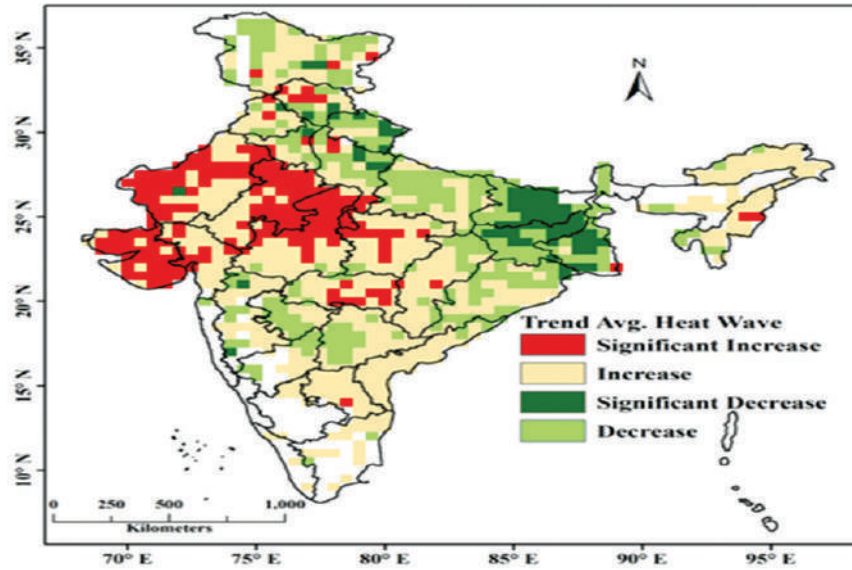 N
35° N
30° N
25° N
20° N
15° N
10° N
Trend Avg. Heat Wave
Significant Increase
Increase
Significant Decrease
Decrease
0 250 500 1,000
Kilometers
70° E 75° E 80° E 85° E 90° E 95° E